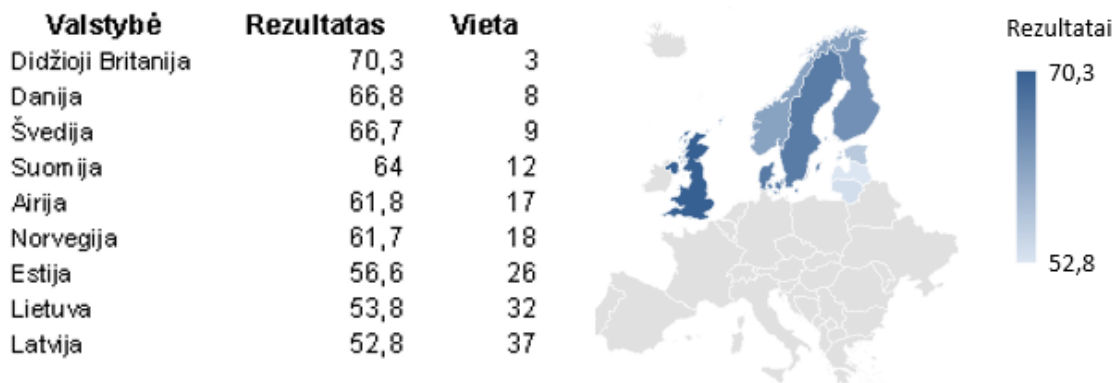 Valstybė Rezultatas Vieta
Didžioji Britanija 70,3 3
Danija 66,8 8
Švedija 66,7 9
Suomija 64 12
Airija 61,8 17
Norvegija 61,7 18
Estija 56,6 26
Lietuva 53,8 32
Latvija 52,8 37
Rezultatai
70,3
52,8